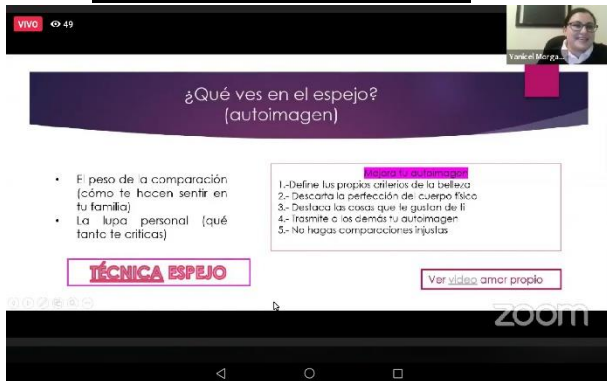 VIVO 49
Yanicel Morga...
¿Qué ves en el espejo?
(autoimagen)
• El peso de la comparación
(cómo te hacen sentir en
tu familia)
• La lupa personal (qué
tanto te criticas)
TÉCNICA ESPEJO
Mejora tu autoimagen
1.-Define tus propios criterios de la belleza
2.- Descarta la perfección del cuerpo físico
3.- Destaca las cosas que te gustan de ti
4.- Trasmite a los demás tu autoimagen
5.- No hagas comparaciones injustas
Ver video amor propio
zoom